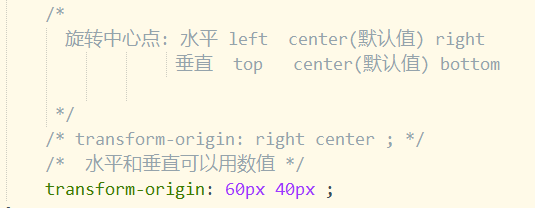 /*
旋转中心点: 水平 left center(默认值) right
垂直 top center(默认值) bottom
*/
/* transform-origin: right center ; */
/* 水平和垂直可以用数值 */
transform-origin: 60px 40px ;